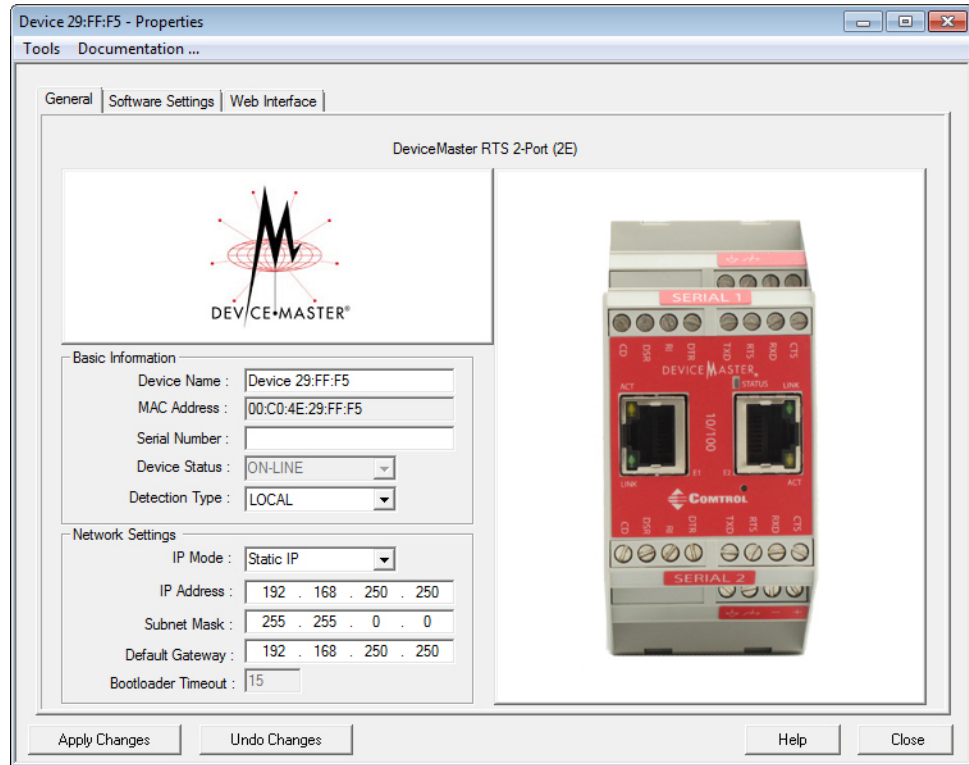 Device 29:FF:F5 - Properties
Tools Documentation ...
General Software Settings Web Interface
DeviceMaster RTS 2-Port (2E)
DEVICE•MASTER®
Basic Information
Device Name : Device 29:FF:F5
MAC Address : 00:C0:4E:29:FF:F5
Serial Number :
Device Status : ON-LINE
Detection Type : LOCAL
Network Settings
IP Mode : Static IP
IP Address : 192 . 168 . 250 . 250
Subnet Mask : 255 . 255 . 0 . 0
Default Gateway : 192 . 168 . 250 . 250
Bootloader Timeout : 15
SERIAL 1
CD DSR RI DTR TXD RTS RXD CTS
DEVICEMASTER®
ACT STATUS LINK
10/100
E1 E2
LINK ACT
COMTROL
CD DSR RI DTR TXD RTS RXD CTS
SERIAL 2
Apply Changes Undo Changes Help Close